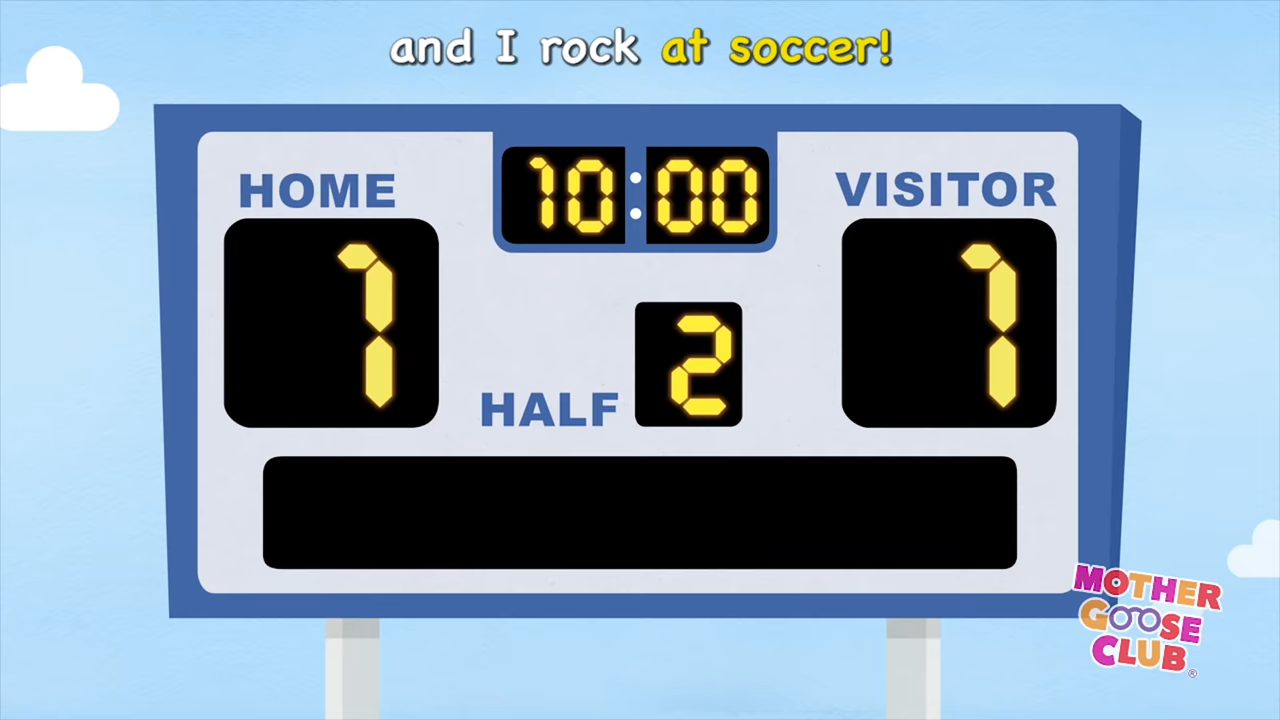 and I rock at soccer!
HOME
10:00
VISITOR
1
1
HALF 2
MOTHER
GOOSE
CLUB®